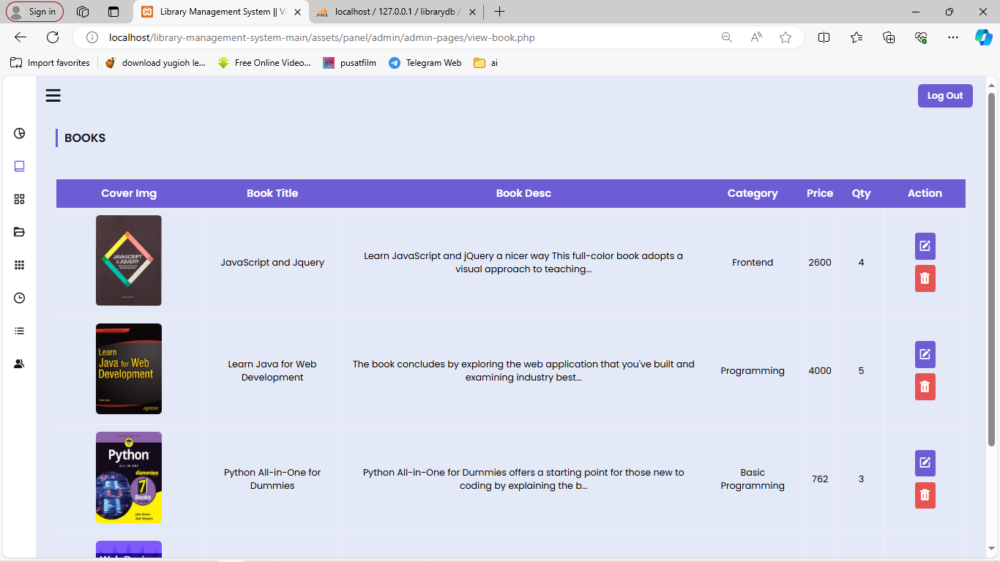 Sign in
Library Management System || Vi
localhost / 127.0.0.1 / librarydb /
localhost/library-management-system-main/assets/panel/admin/admin-pages/view-book.php
Import favorites
download yugioh le...
Free Online Video...
pusatfilm
Telegram Web
ai
Log Out
BOOKS
Cover Img Book Title Book Desc Category Price Qty Action
JAVASCRIPT
& JQUERY
JavaScript and Jquery
Learn JavaScript and jQuery a nicer way This full-color book adopts a
visual approach to teaching...
Frontend
2600
4
Learn
Java for Web
Development
Apress
Learn Java for Web
Development
The book concludes by exploring the web application that you've built and
examining industry best...
Programming
4000
5
Python
ALL-IN-ONE
dummies
7
Books
John Shovic
Alan Simpson
Python All-in-One for
Dummies
Python All-in-One for Dummies offers a starting point for those new to
coding by explaining the b...
Basic
Programming
762
3